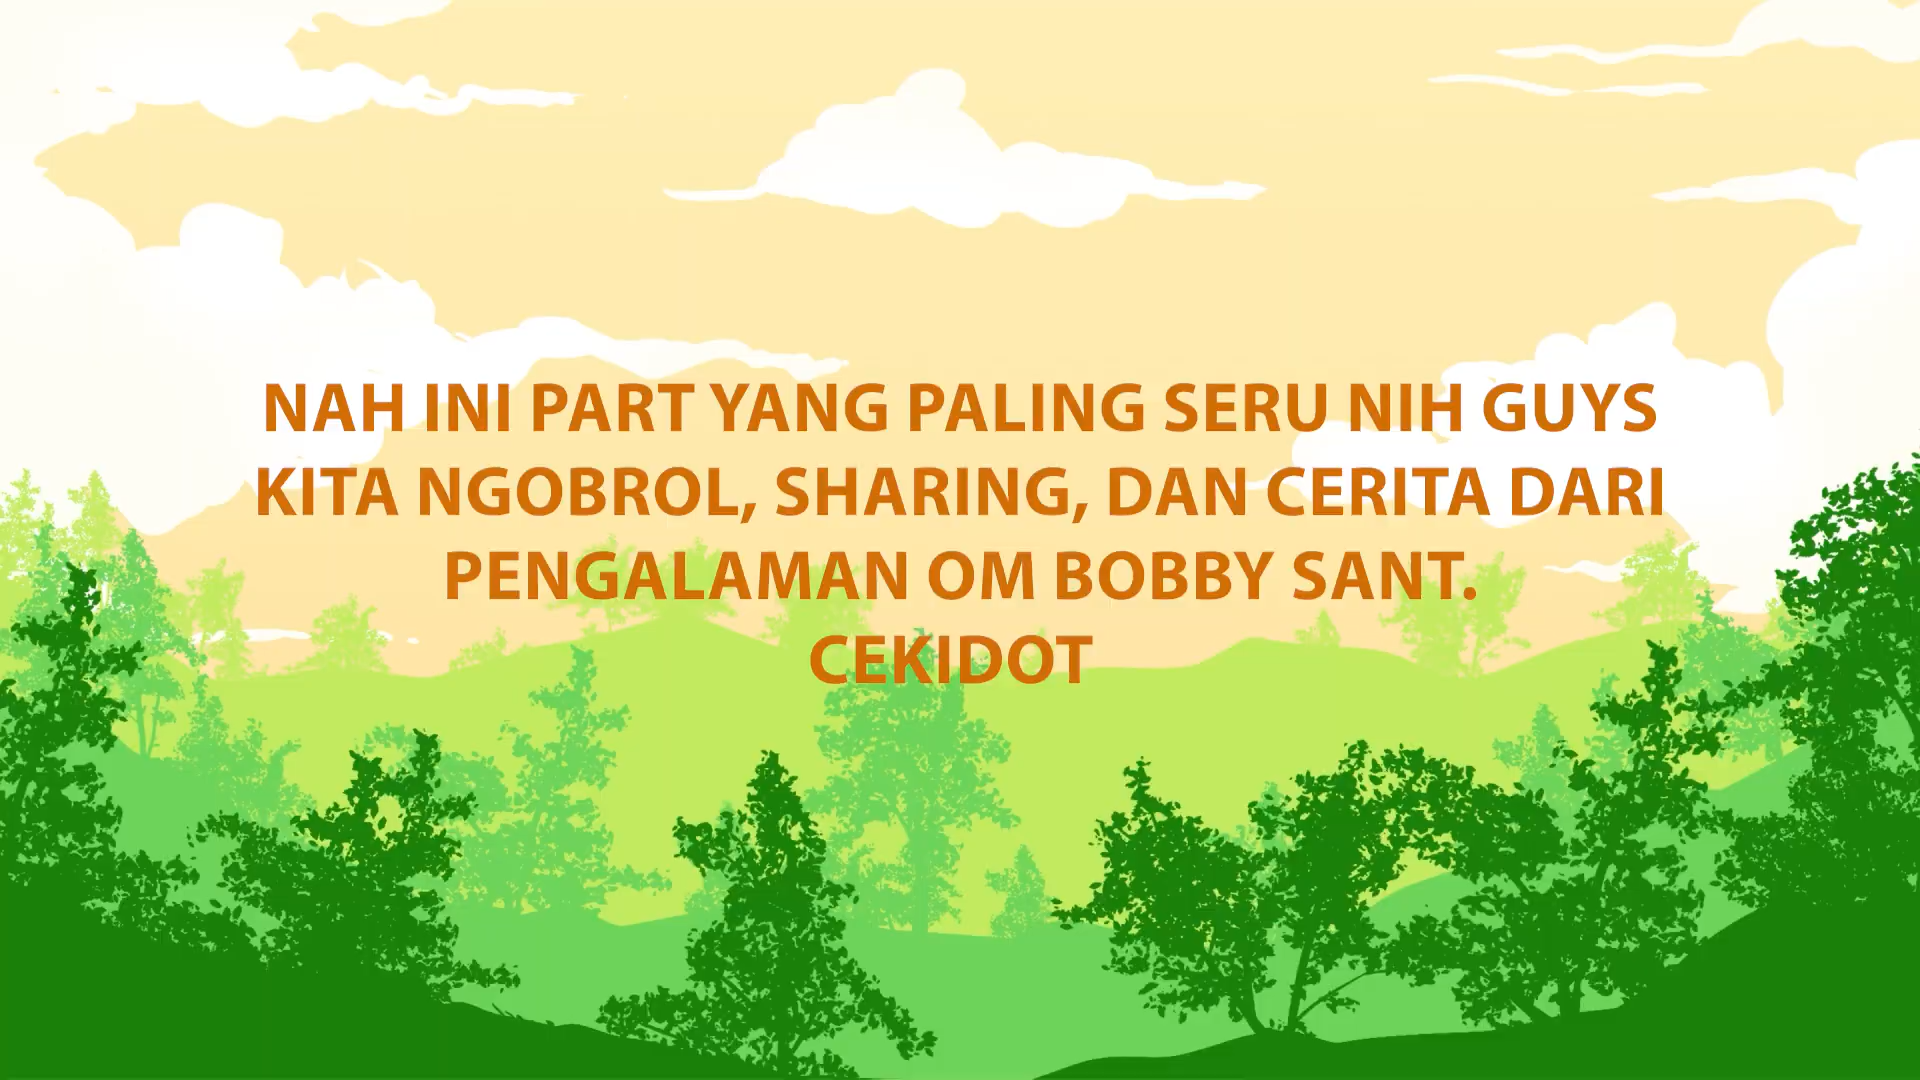 NAH INI PART YANG PALING SERU NIH GUYS
KITA NGOBROL, SHARING, DAN CERITA DARI
PENGALAMAN OM BOBBY SANT.
CEKIDOT